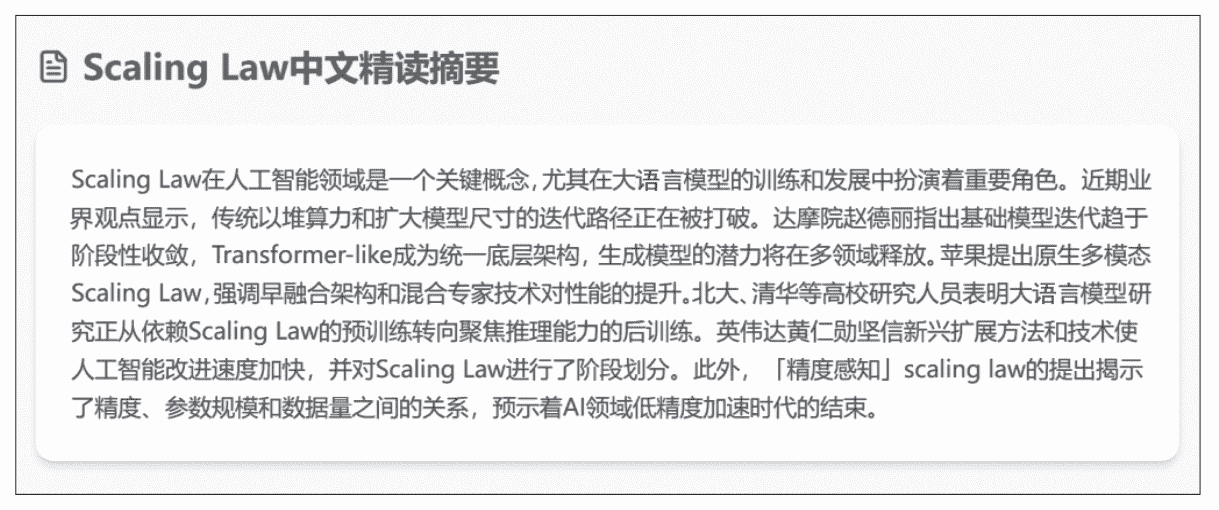 Scaling Law中文精读摘要
Scaling Law在人工智能领域是一个关键概念,尤其在大语言模型的训练和发展中扮演着重要角色。近期业
界观点显示，传统以堆算力和扩大模型尺寸的迭代路径正在被打破。达摩院赵德丽指出基础模型迭代趋于
阶段性收敛，Transformer-like成为统一底层架构，生成模型的潜力将在多领域释放。苹果提出原生多模态
Scaling Law,强调早融合架构和混合专家技术对性能的提升。北大、清华等高校研究人员表明大语言模型研
究正从依赖Scaling Law的预训练转向聚焦推理能力的后训练。英伟达黄仁勋坚信新兴扩展方法和技术使
人工智能改进速度加快，并对Scaling Law进行了阶段划分。此外，「精度感知」scaling law的提出揭示
了精度、参数规模和数据量之间的关系，预示着AI领域低精度加速时代的结束。